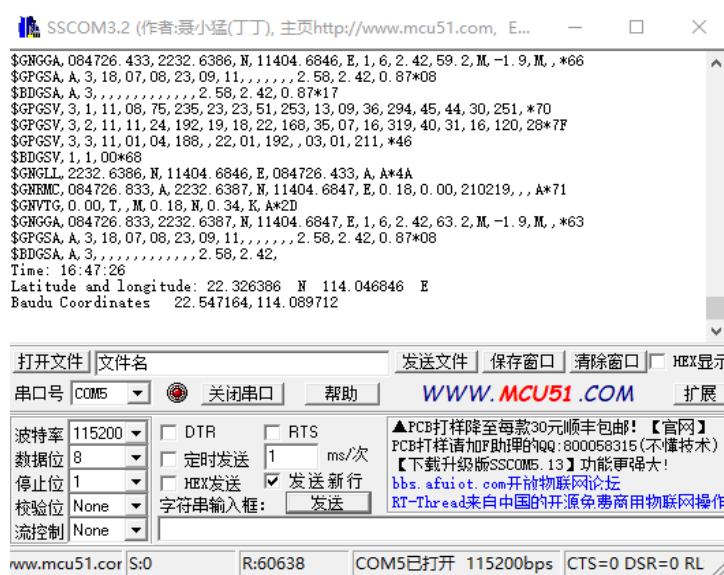 SSCOM3.2 (作者:聂小猛(丁丁), 主页http://www.mcu51.com, E...
$GNGGA,084726.433,2232.6386,N,11404.6846,E,1,6,2.42,59.2,M,-1.9,M,,*66
$GPGSA,A,3,18,07,08,23,09,11,,,,,,,2.58,2.42,0.87*08
$BDGSA,A,3,,,,,,,,,,,,,2.58,2.42,0.87*17
$GPGSV,3,1,11,08,75,235,23,23,51,253,13,09,36,294,45,44,30,251,*70
$GPGSV,3,2,11,11,24,192,19,18,22,168,35,07,16,319,40,31,16,120,28*7F
$GPGSV,3,3,11,01,04,188,,22,01,192,,03,01,211,*46
$BDGSV,1,1,00*68
$GNGLL,2232.6386,N,11404.6846,E,084726.433,A,A*4A
$GNRMC,084726.833,A,2232.6387,N,11404.6847,E,0.18,0.00,210219,,,A*71
$GNVTG,0.00,T,,M,0.18,N,0.34,K,A*2D
$GNGGA,084726.833,2232.6387,N,11404.6847,E,1,6,2.42,63.2,M,-1.9,M,,*63
$GPGSA,A,3,18,07,08,23,09,11,,,,,,,2.58,2.42,0.87*08
$BDGSA,A,3,,,,,,,,,,,,,2.58,2.42,
Time: 16:47:26
Latitude and longitude: 22.326386 N 114.046846 E
Baudu Coordinates 22.547164,114.089712
打开文件 文件名 发送文件 保存窗口 清除窗口 HEX显示
串口号 COM5 关闭串口 帮助 WWW.MCU51.COM 扩展
波特率 115200 DTR RTS
数据位 8 定时发送 1 ms/次
停止位 1 HEX发送 发送新行
校验位 None 字符串输入框: 发送
流控制 None
▲PCB打样降至每款30元顺丰包邮!【官网】
PCB打样请加F助理的QQ:800058315(不懂技术)
【下载升级版SSCOM5.13】功能更强大!
bbs.afuiot.com开放物联网论坛
RT-Thread来自中国的开源免费商用物联网操作
www.mcu51.cor S:0 R:60638 COM5已打开 115200bps CTS=0 DSR=0 RL